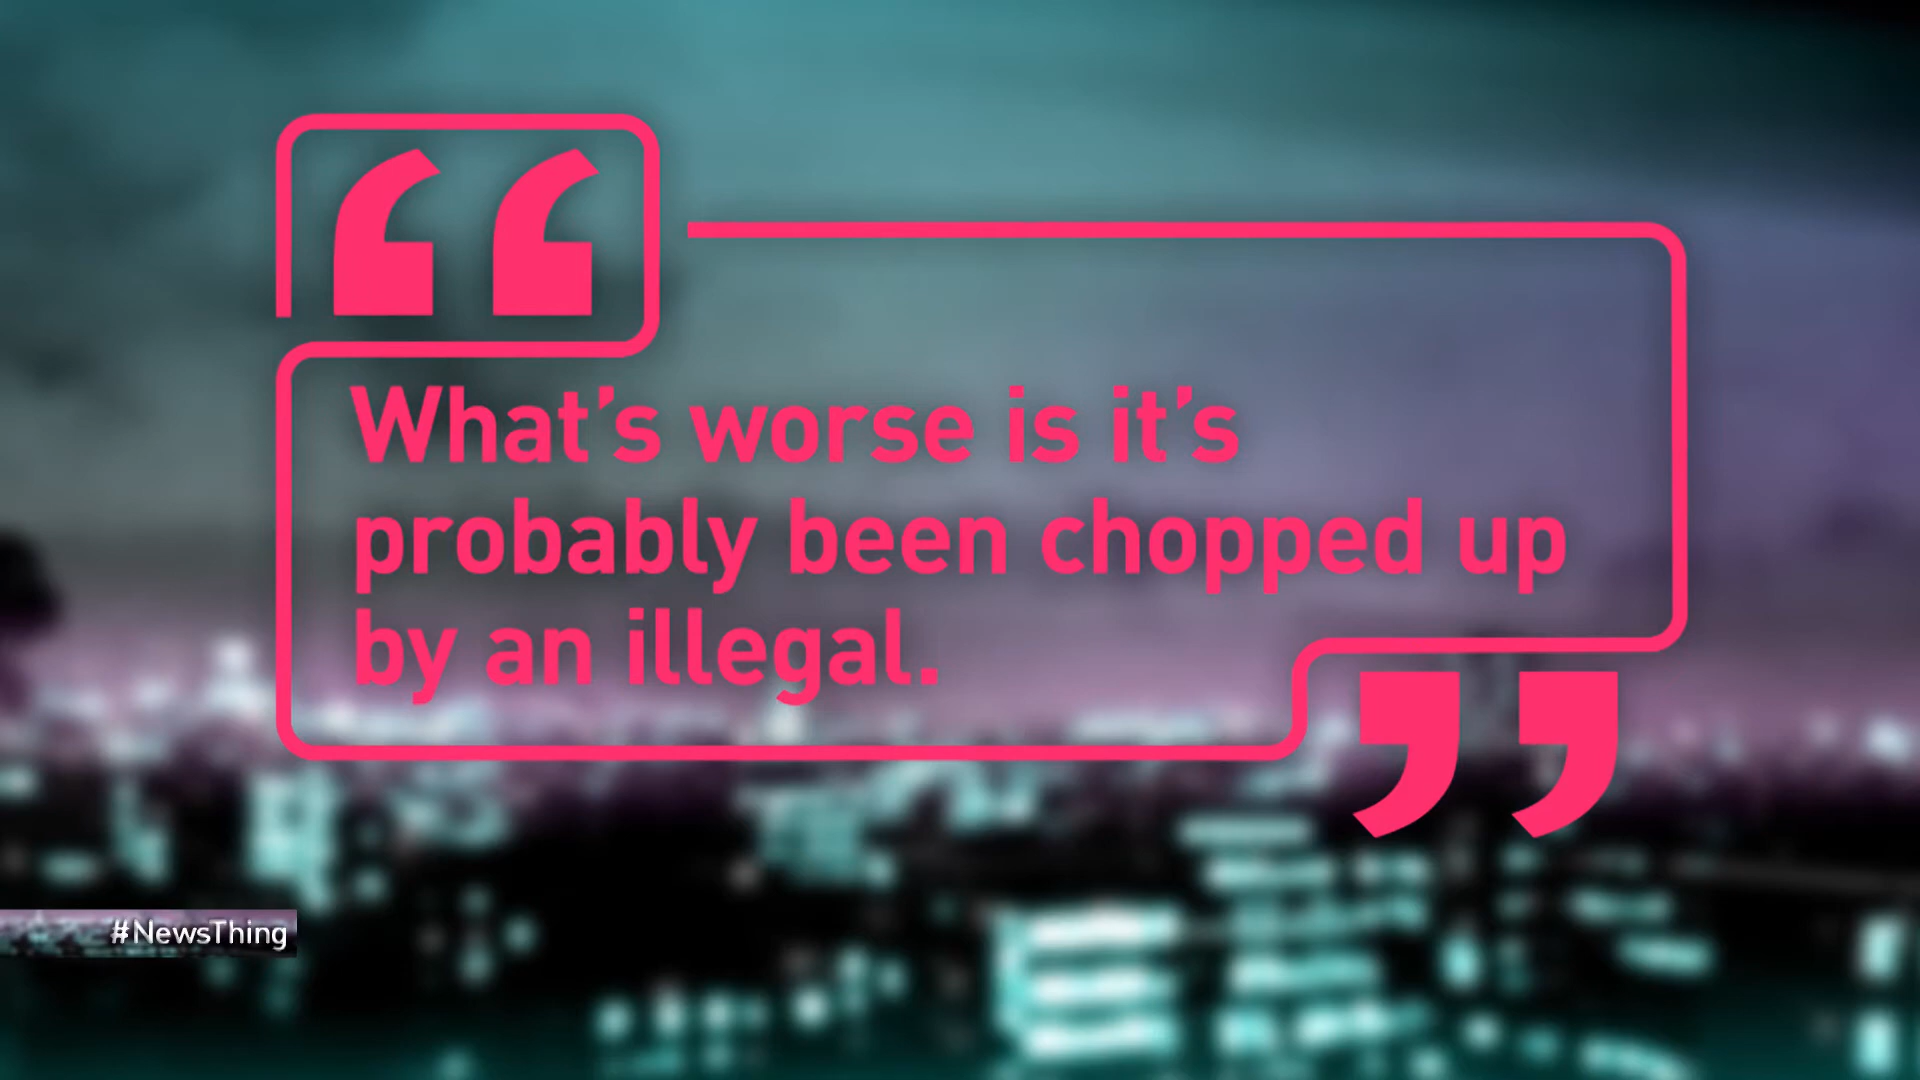 What’s worse is it’s
probably been chopped up
by an illegal.
#NewsThing